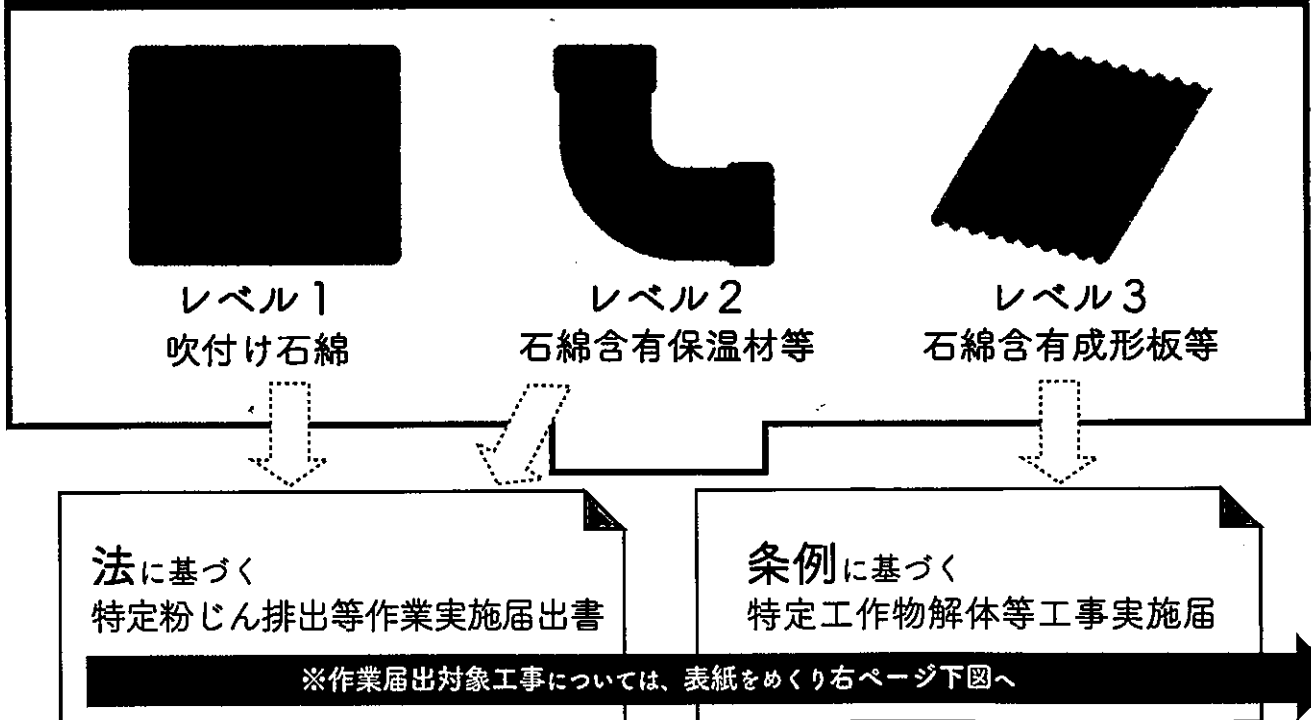 レベル1
吹付け石綿
レベル2
石綿含有保温材等
レベル3
石綿含有成形板等
法に基づく
特定粉じん排出等作業実施届出書
条例に基づく
特定工作物解体等工事実施届
※作業届出対象工事については、表紙をめくり右ページ下図へ